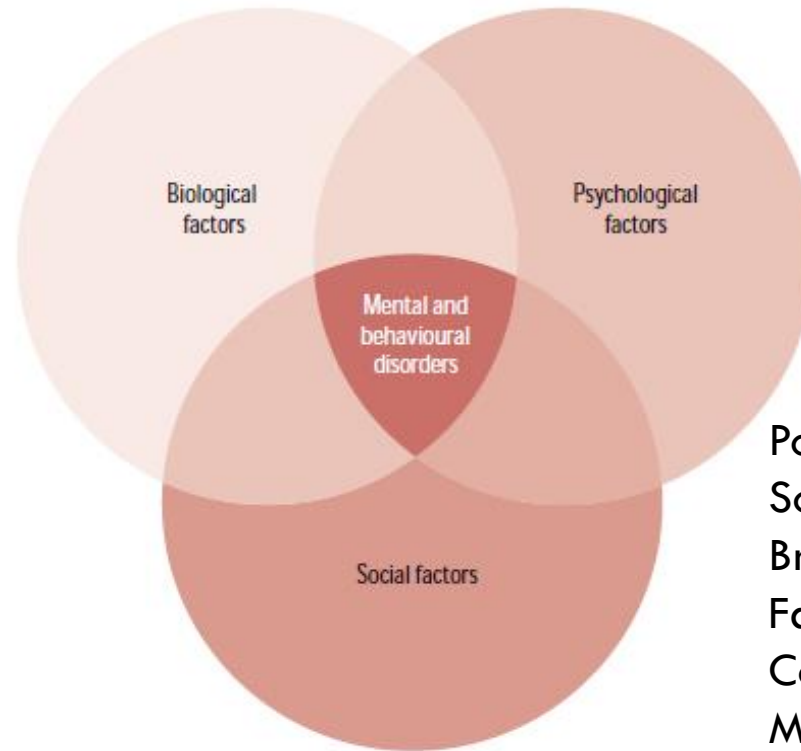 Biological
factors
Psychological
factors
Mental and
behavioural
disorders
Social factors